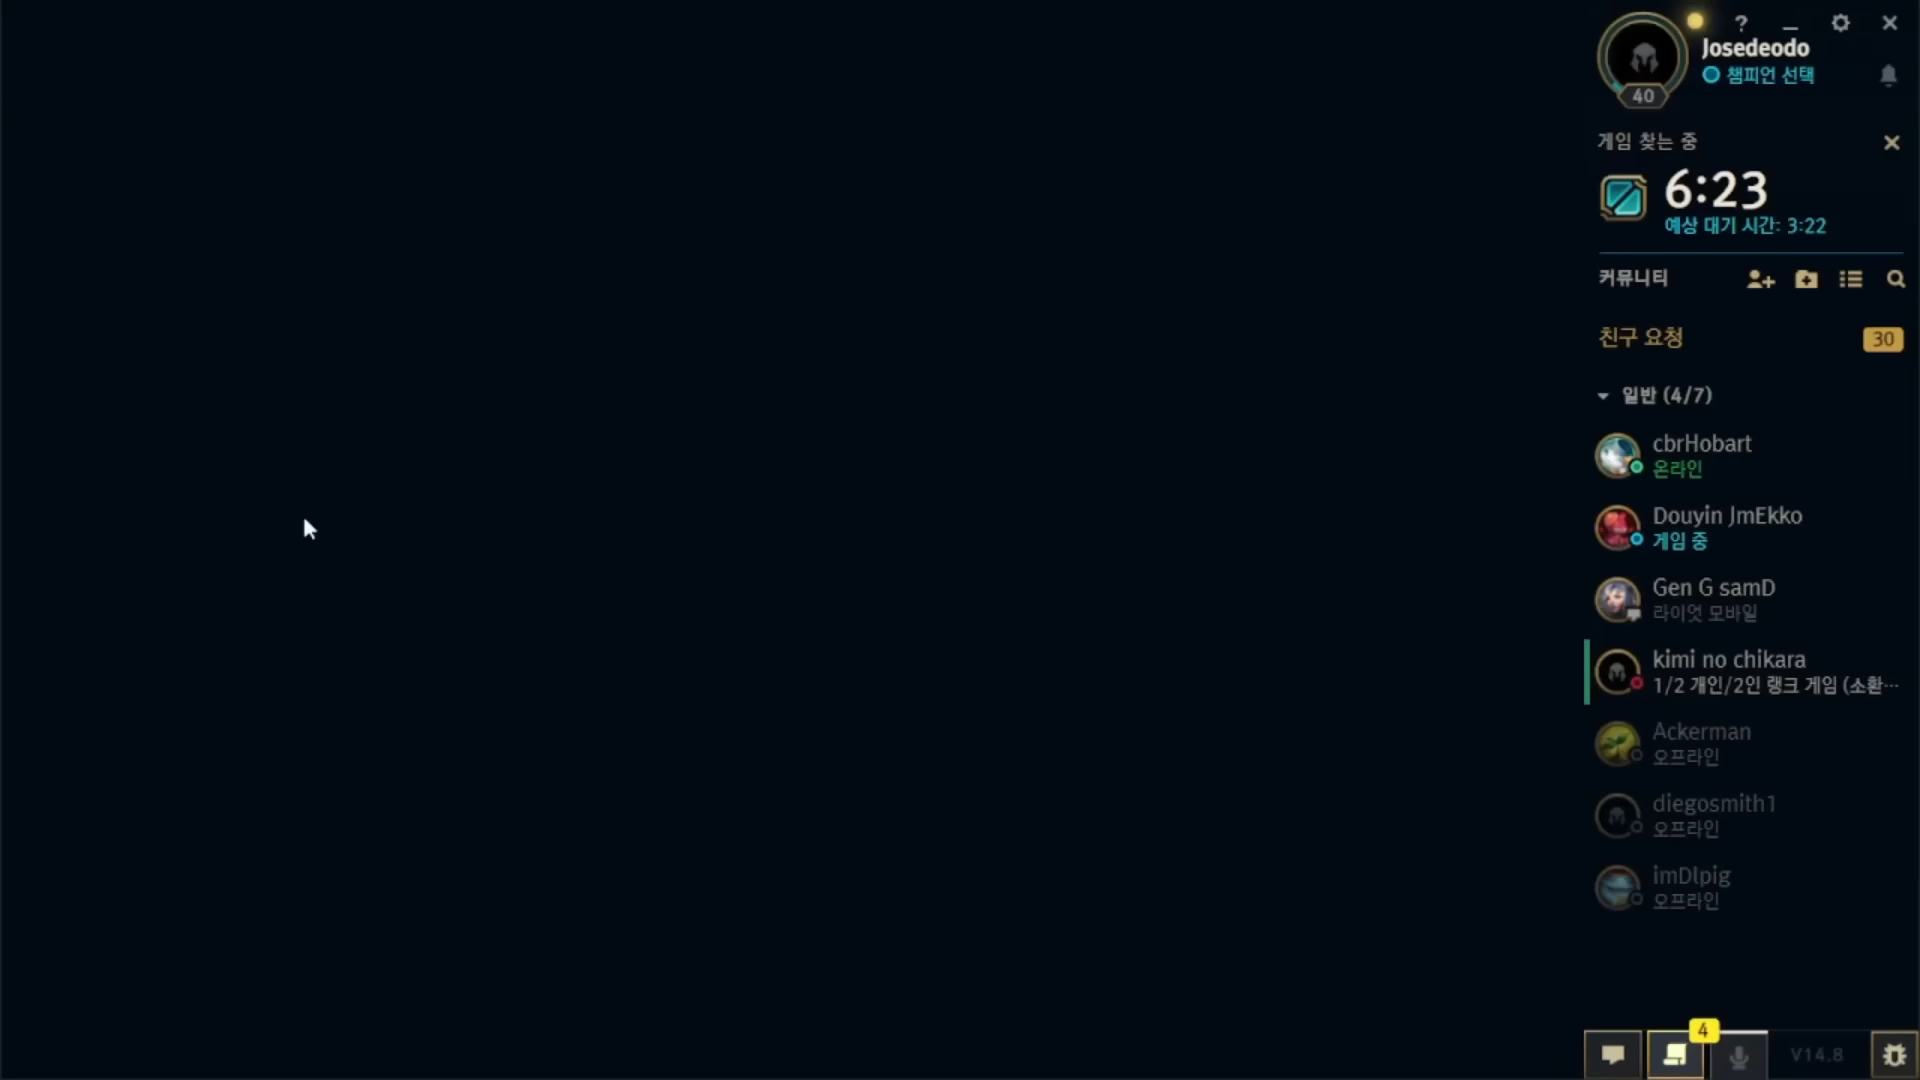 ?
Josedeodo
챔피언 선택
40
게임 찾는 중
6:23
예상 대기 시간: 3:22
커뮤니티
친구 요청
30
일반 (4/7)
cbrHobart
온라인
Douyin JmEkko
게임 중
Gen G samD
라이엇 모바일
kimi no chikara
1/2 개인/2인 랭크 게임 (소환…
Ackerman
오프라인
diegosmith1
오프라인
imDlpig
오프라인
4
V14.8